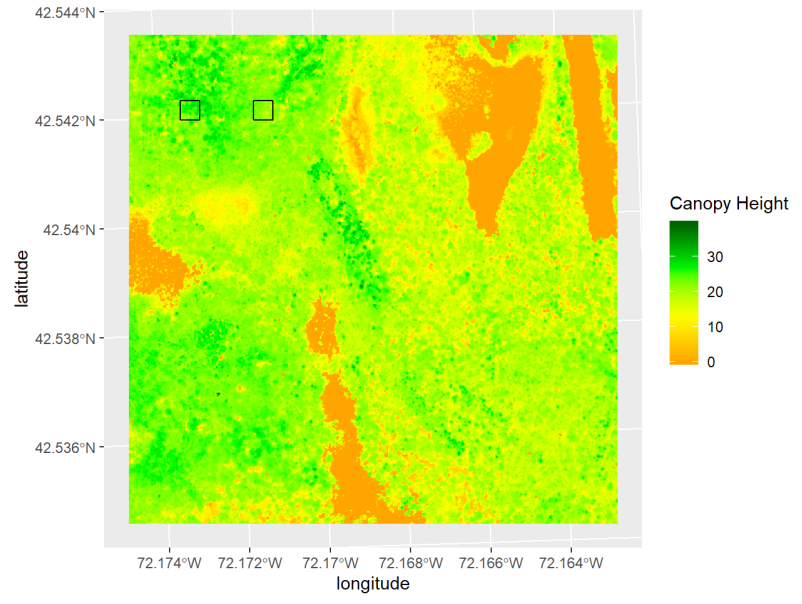 42.544°N
42.542°N
42.54°N
42.538°N
42.536°N
latitude
72.174°W
72.172°W
72.17°W
72.168°W
72.166°W
72.164°W
longitude
Canopy Height
30
20
10
0